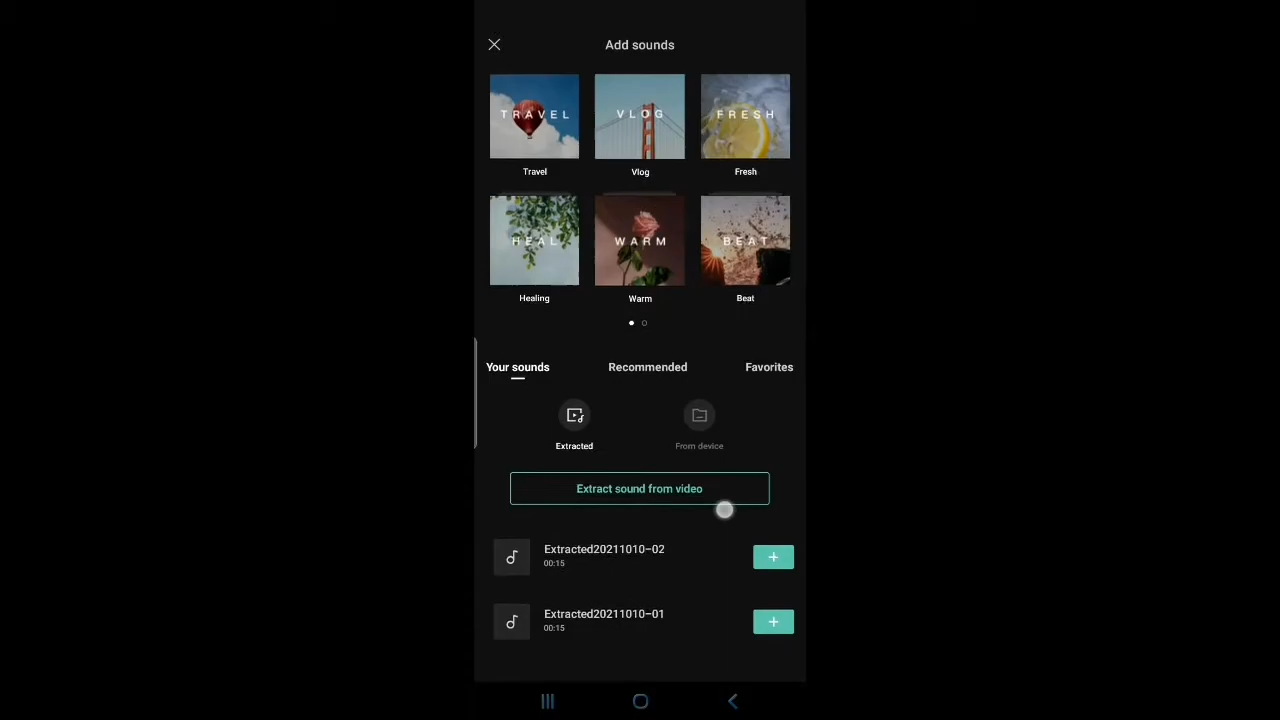 Add sounds
TRAVEL
VLOG
FRESH
Travel
Vlog
Fresh
HEAL
WARM
BEAT
Healing
Warm
Beat
Your sounds
Recommended
Favorites
Extracted
From device
Extract sound from video
Extracted20211010-02
00:15
Extracted20211010-01
00:15